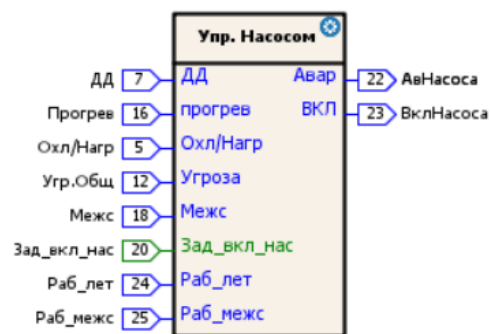 Упр. Насосом
ДД 7 ДД Авар 22 АвНасоса
Прогрев 16 прогрев ВКЛ 23 ВклНасоса
Охл/Нагр 5 Охл/Нагр
Угр.Общ 12 Угроза
Межс 18 Межс
Зад_вкл_нас 20 Зад_вкл_нас
Раб_лет 24 Раб_лет
Раб_межс 25 Раб_межс